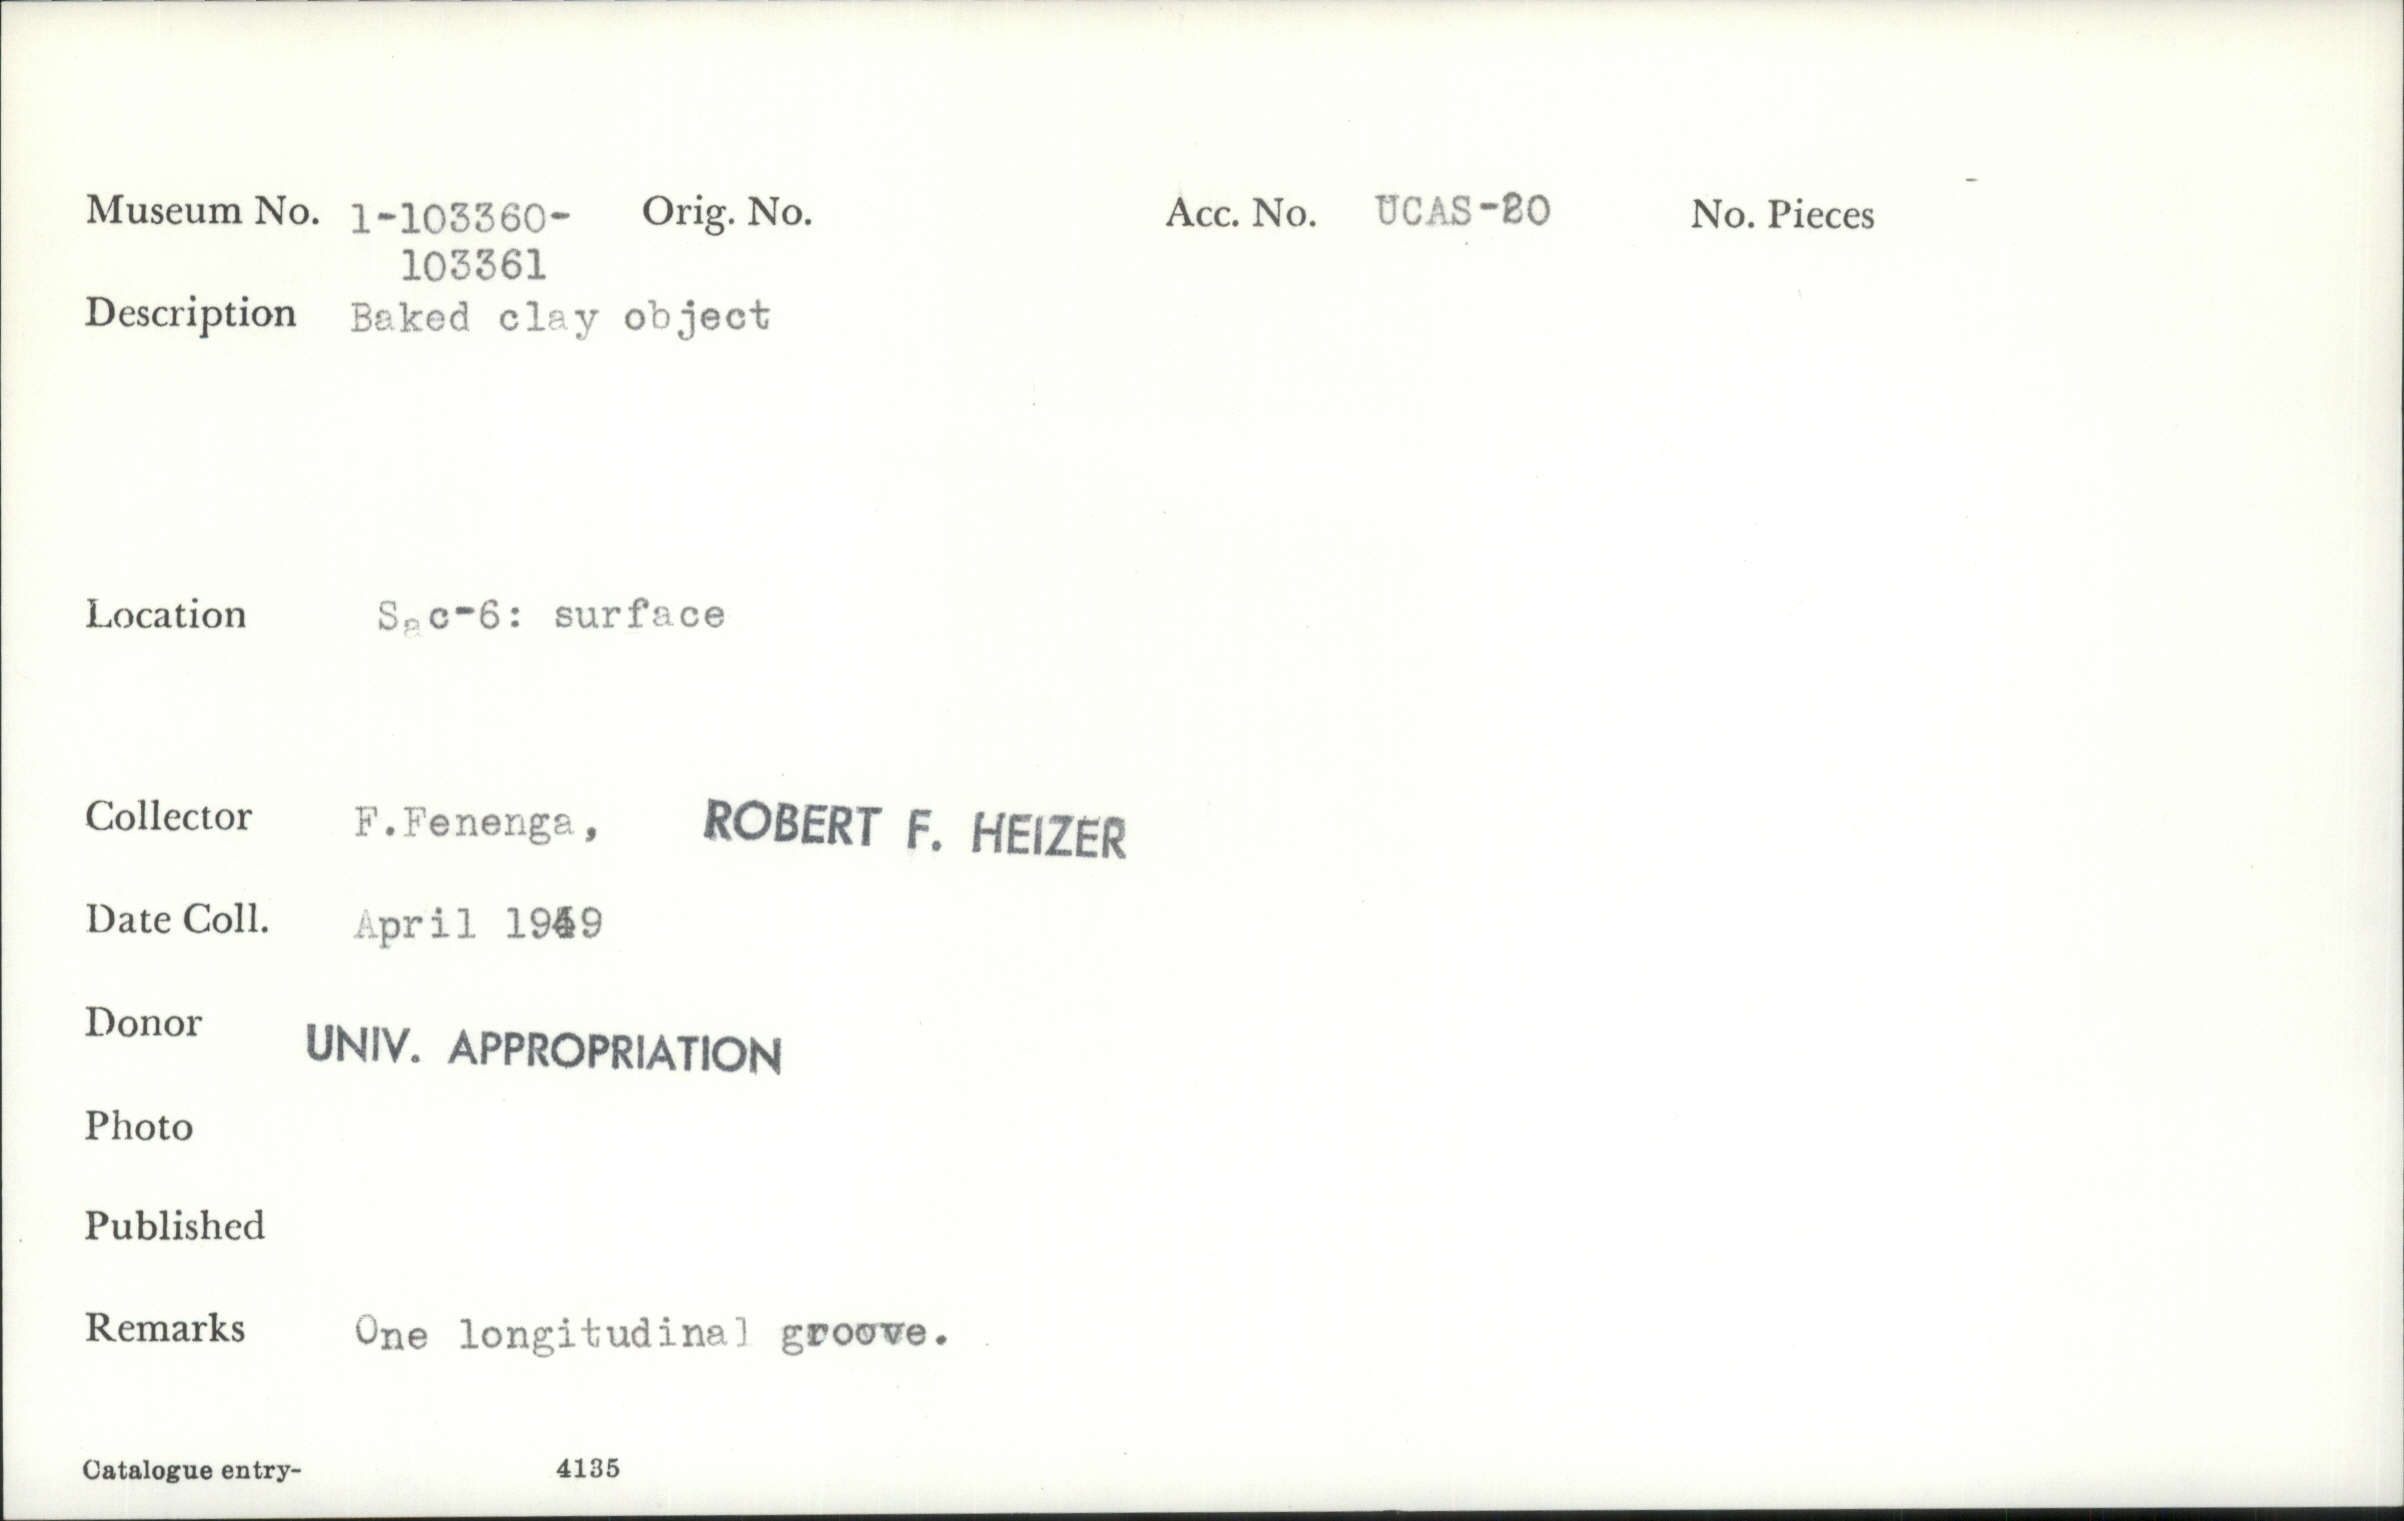 Museum No. 1-103360- Orig. No. Acc. No. UCAS-20 No. Pieces
103361
Description Baked clay object
Location Sac-6: surface
Collector F.Fenenga, ROBERT F. HEIZER
Date Coll. April 1949
Donor UNIV. APPROPRIATION
Photo
Published
Remarks One longitudinal groove.
Catalogue entry- 4135